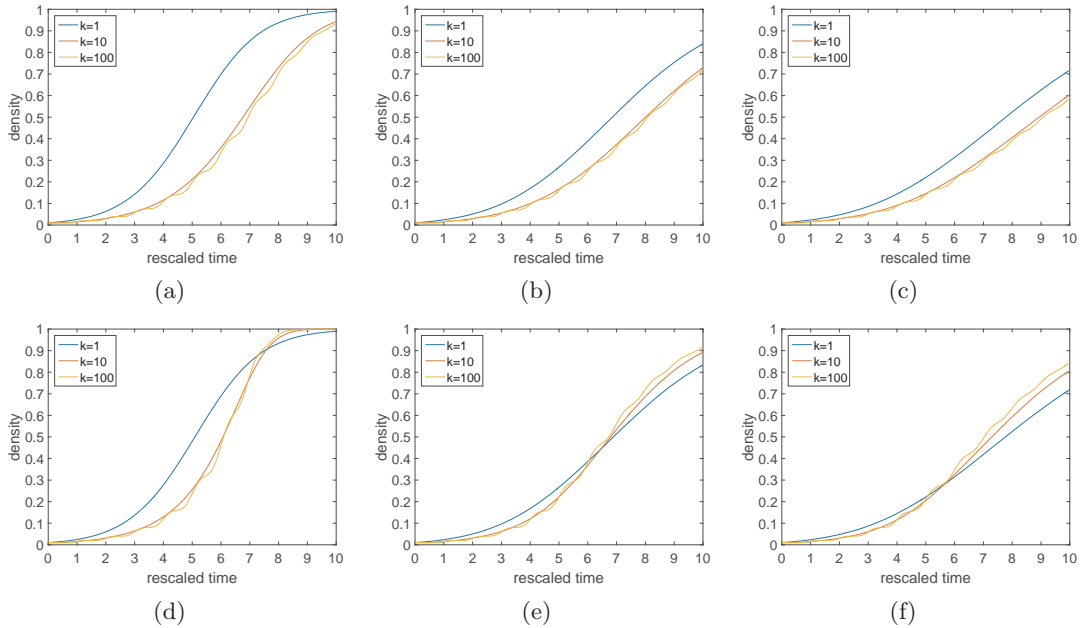 1
0.9
0.8
0.7
0.6
0.5
0.4
0.3
0.2
0.1
0
density
k=1
k=10
k=100
0 1 2 3 4 5 6 7 8 9 10
rescaled time
(a)
1
0.9
0.8
0.7
0.6
0.5
0.4
0.3
0.2
0.1
0
density
k=1
k=10
k=100
0 1 2 3 4 5 6 7 8 9 10
rescaled time
(b)
1
0.9
0.8
0.7
0.6
0.5
0.4
0.3
0.2
0.1
0
density
k=1
k=10
k=100
0 1 2 3 4 5 6 7 8 9 10
rescaled time
(c)
1
0.9
0.8
0.7
0.6
0.5
0.4
0.3
0.2
0.1
0
density
k=1
k=10
k=100
0 1 2 3 4 5 6 7 8 9 10
rescaled time
(d)
1
0.9
0.8
0.7
0.6
0.5
0.4
0.3
0.2
0.1
0
density
k=1
k=10
k=100
0 1 2 3 4 5 6 7 8 9 10
rescaled time
(e)
1
0.9
0.8
0.7
0.6
0.5
0.4
0.3
0.2
0.1
0
density
k=1
k=10
k=100
0 1 2 3 4 5 6 7 8 9 10
rescaled time
(f)